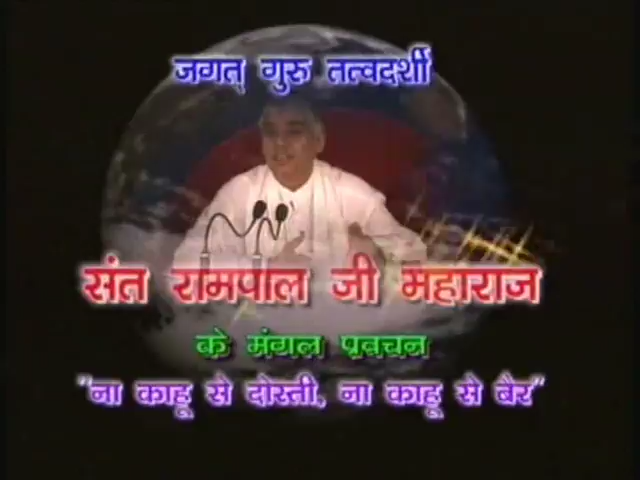 जगत् गुरु तत्वदर्शी
संत रामपाल जी महाराज
के मंगल प्रवचन
"ना काहू से दोस्ती, ना काहू से बैर"